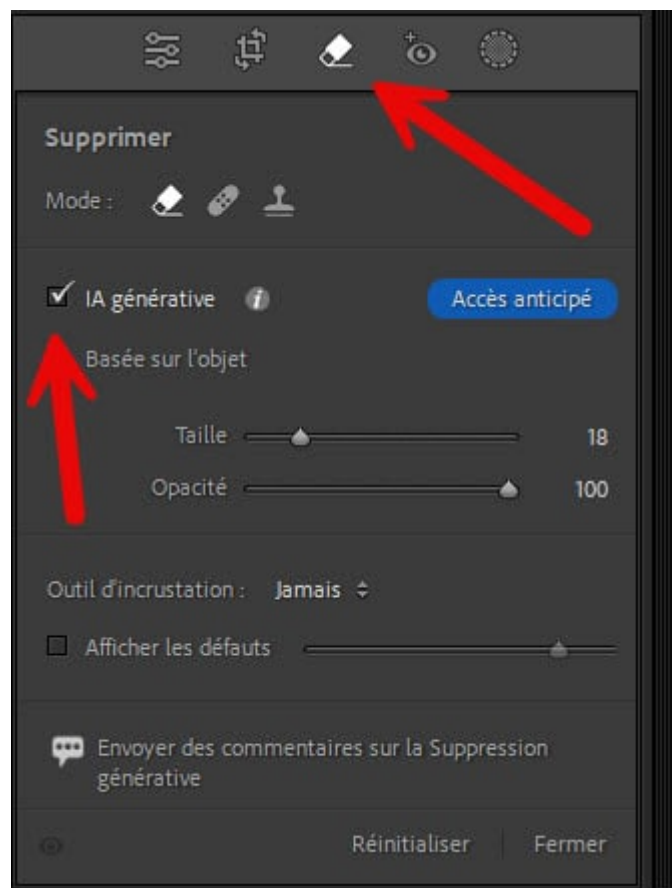 Supprimer
Mode :
IA générative Accès anticipé
Basée sur l'objet
Taille 18
Opacité 100
Outil d'incrustation : Jamais
Afficher les défauts
Envoyer des commentaires sur la Suppression
générative
Réinitialiser Fermer